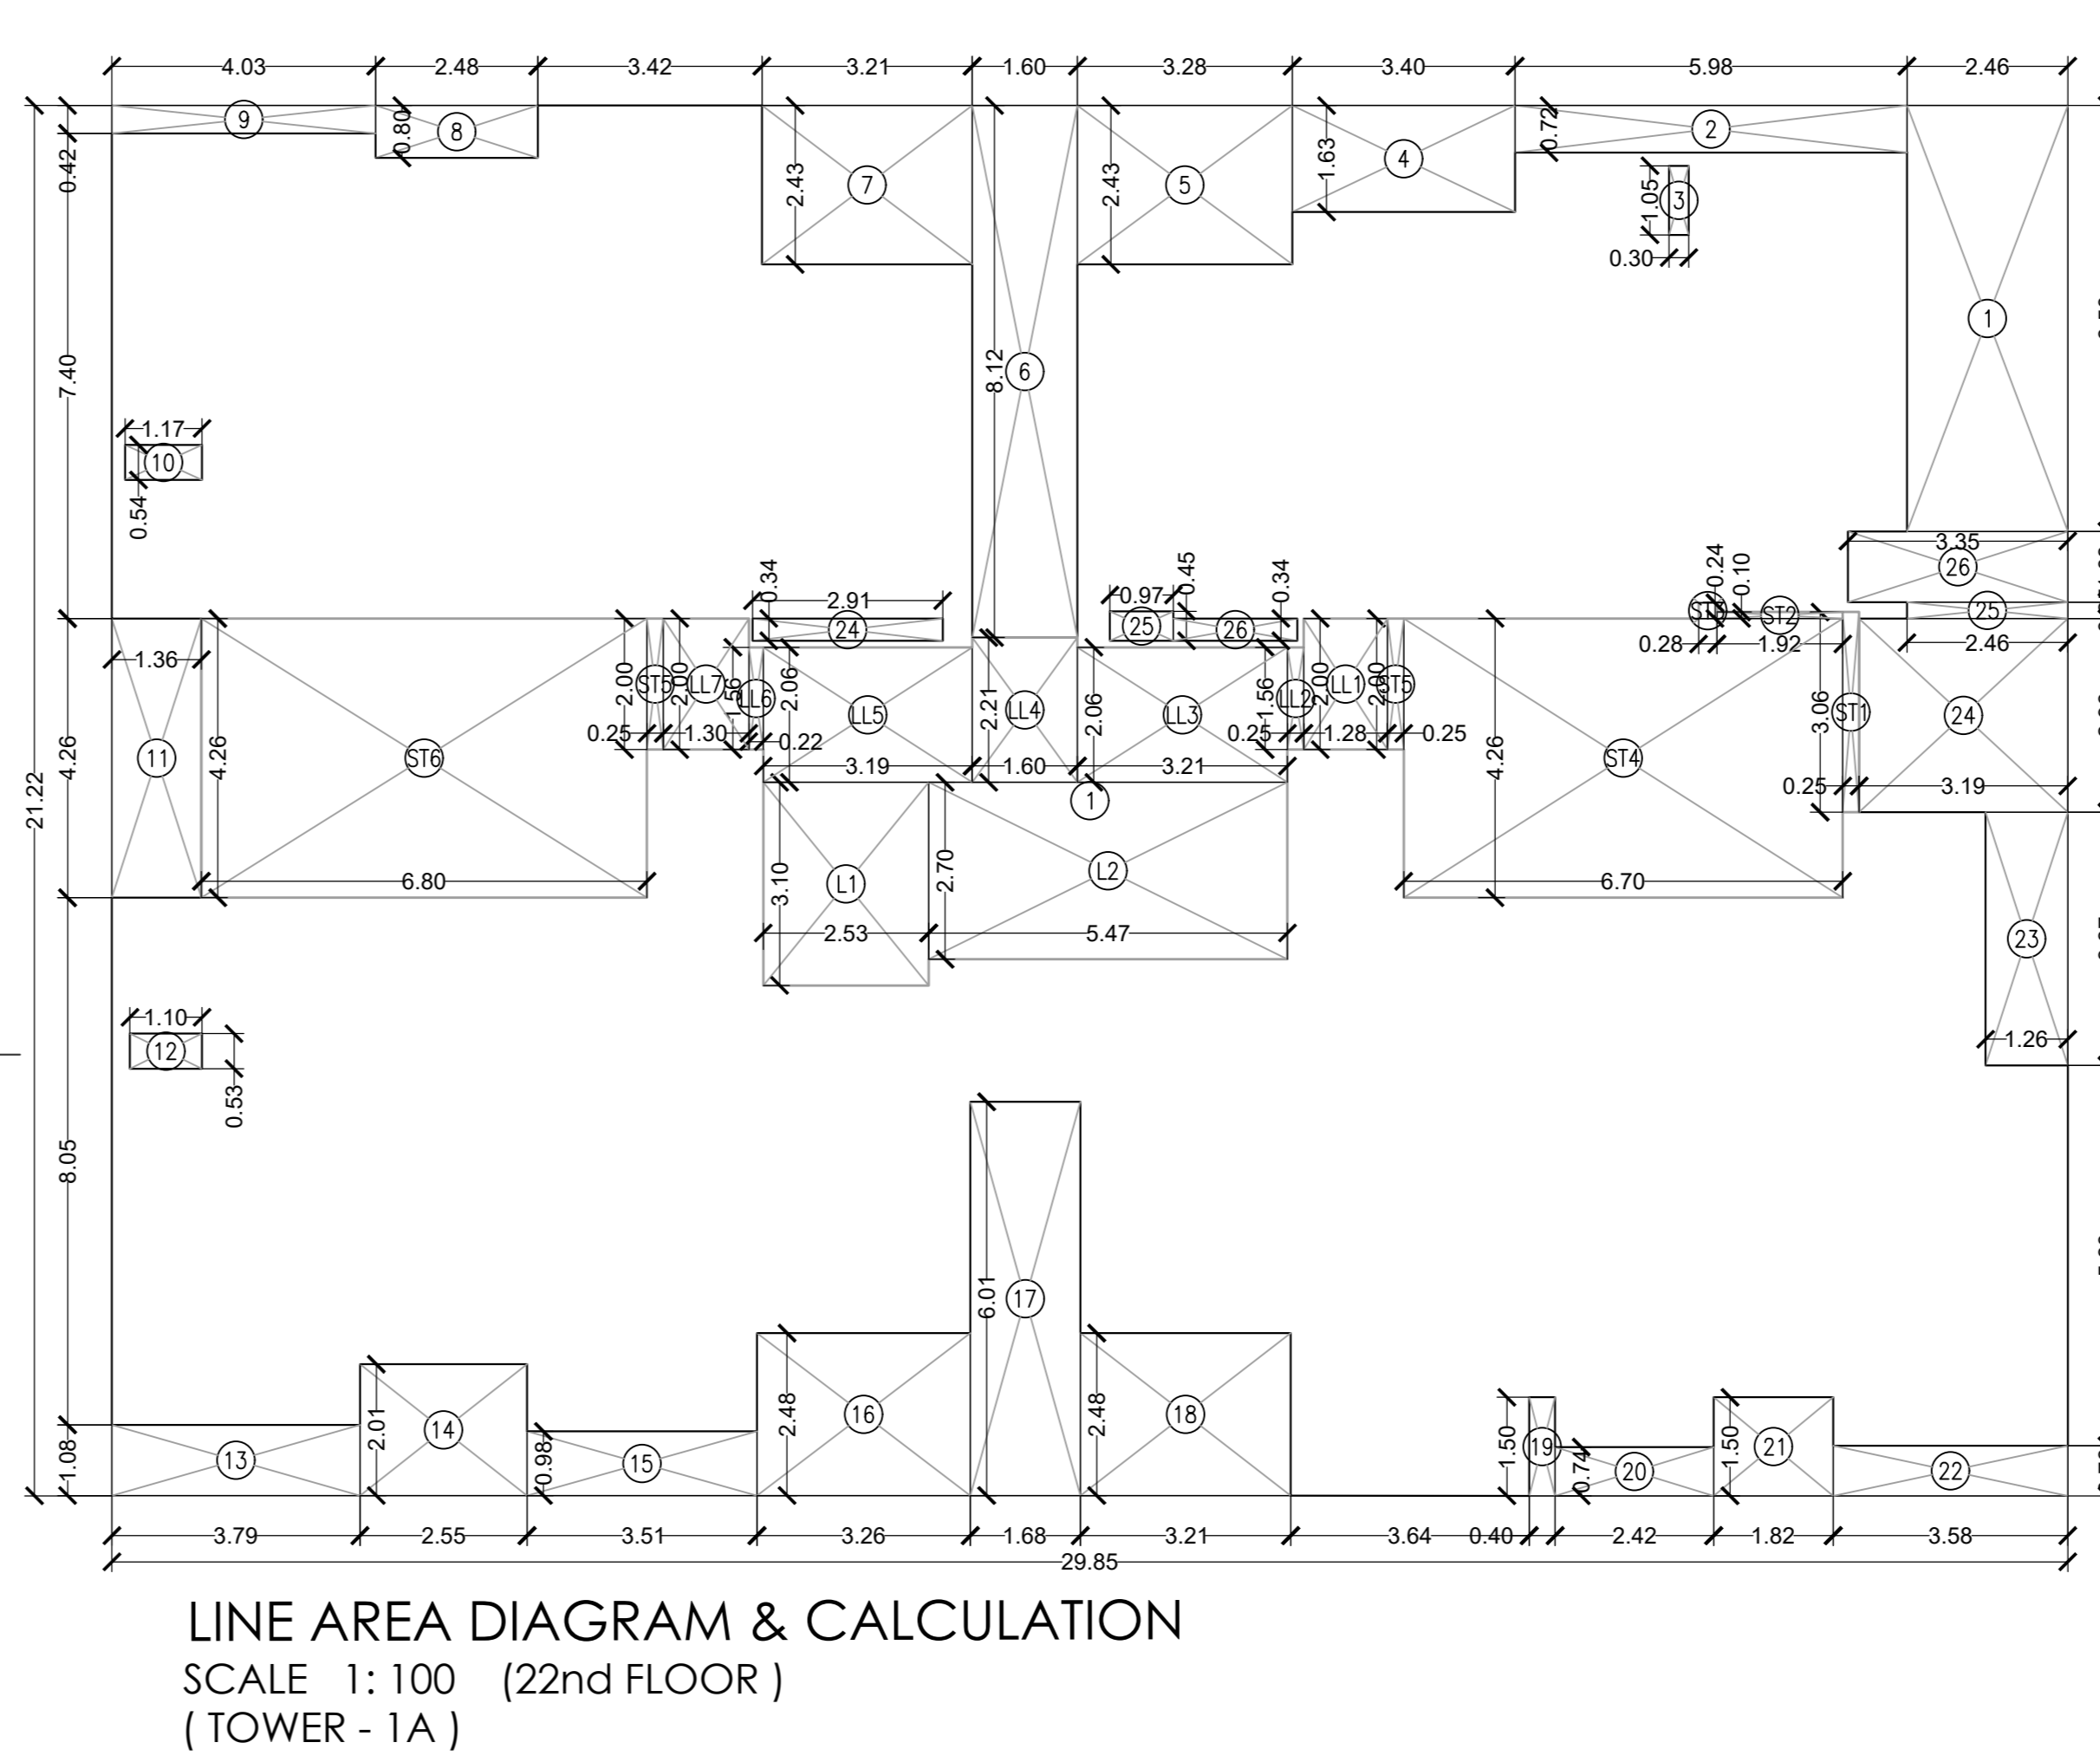 4.03 2.48 3.42 3.21 1.60 3.28 3.40 5.98 2.46
9 0.80 8 0.72 2
0.42 2.43 7 2.43 5 1.63 4 1.05 3
0.30
1
7.40 8.12 6
1.17
10
0.54
0.34 0.45 0.34 0.24 0.10 3.35
2.91 0.97 26
24 25 26 ST2 25
1.36 0.28 1.92 2.46
2.00 ST5 2.00 LL7 1.56 LL6 2.06 LL5 2.21 LL4 2.06 LL3 1.56 LL2 2.00 LL1 2.00 ST5 3.06 ST1 24
0.25 1.30 0.22 0.25 1.28 0.25
4.26 11 4.26 ST6 3.19 1.60 3.21 4.26 ST4 0.25 3.19
21.22 1
3.10 L1 2.70 L2
6.80 6.70
2.53 5.47 23
1.10 1.26
12
0.53
8.05
6.01 17
1.08 13 2.01 14 0.98 15 2.48 16 2.48 18 1.50 19 0.74 20 1.50 21 22
3.79 2.55 3.51 3.26 1.68 3.21 3.64 0.40 2.42 1.82 3.58
29.85
LINE AREA DIAGRAM & CALCULATION
SCALE 1: 100 (22nd FLOOR )
( TOWER - 1A )